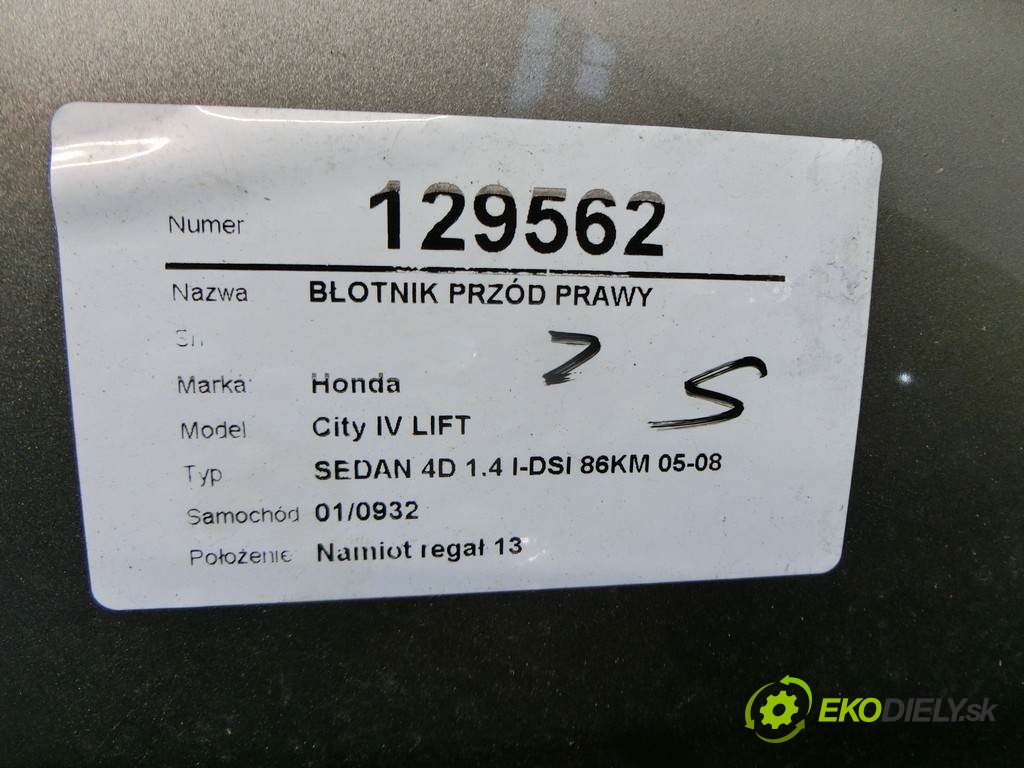 Numer 129562
Nazwa BŁOTNIK PRZÓD PRAWY
Sn
Marka Honda
Model City IV LIFT
Typ SEDAN 4D 1.4 I-DSI 86KM 05-08
Samochód 01/0932
Położenie Namiot regał 13
S
EKODIELY.sk